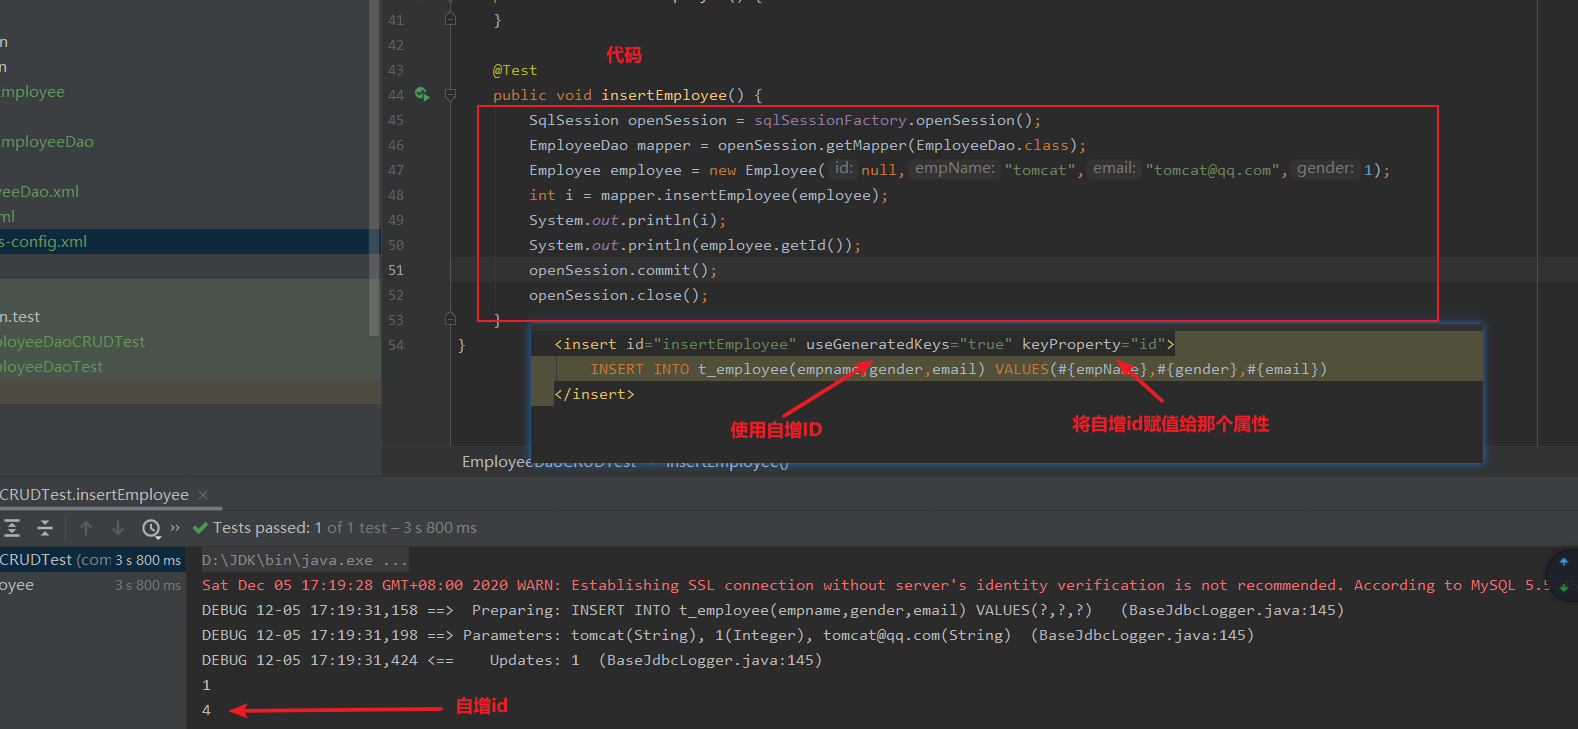 41 }
42
代码
43 @Test
44 public void insertEmployee() {
45 SqlSession openSession = sqlSessionFactory.openSession();
46 EmployeeDao mapper = openSession.getMapper(EmployeeDao.class);
47 Employee employee = new Employee( id: null, empName: "tomcat", email: "tomcat@qq.com", gender: 1);
48 int i = mapper.insertEmployee(employee);
49 System.out.println(i);
50 System.out.println(employee.getId());
51 openSession.commit();
52 openSession.close();
53 }
54 }
n
n
mployee
mployeeDao
eeDao.xml
ml
s-config.xml
n.test
loyeeDaoCRUDTest
loyeeDaoTest
<insert id="insertEmployee" useGeneratedKeys="true" keyProperty="id">
INSERT INTO t_employee(empname,gender,email) VALUES(#{empName},#{gender},#{email})
</insert>
使用自增ID
将自增id赋值给那个属性
EmployeeDaoCRUDTest insertEmployee()
CRUDTest.insertEmployee ×
Tests passed: 1 of 1 test – 3 s 800 ms
CRUDTest (com 3 s 800 ms
oyee 3 s 800 ms
D:\JDK\bin\java.exe ...
Sat Dec 05 17:19:28 GMT+08:00 2020 WARN: Establishing SSL connection without server's identity verification is not recommended. According to MySQL 5.5
DEBUG 12-05 17:19:31,158 ==>  Preparing: INSERT INTO t_employee(empname,gender,email) VALUES(?,?,?)   (BaseJdbcLogger.java:145)
DEBUG 12-05 17:19:31,198 ==> Parameters: tomcat(String), 1(Integer), tomcat@qq.com(String)  (BaseJdbcLogger.java:145)
DEBUG 12-05 17:19:31,424 <==    Updates: 1  (BaseJdbcLogger.java:145)
1
4
自增id